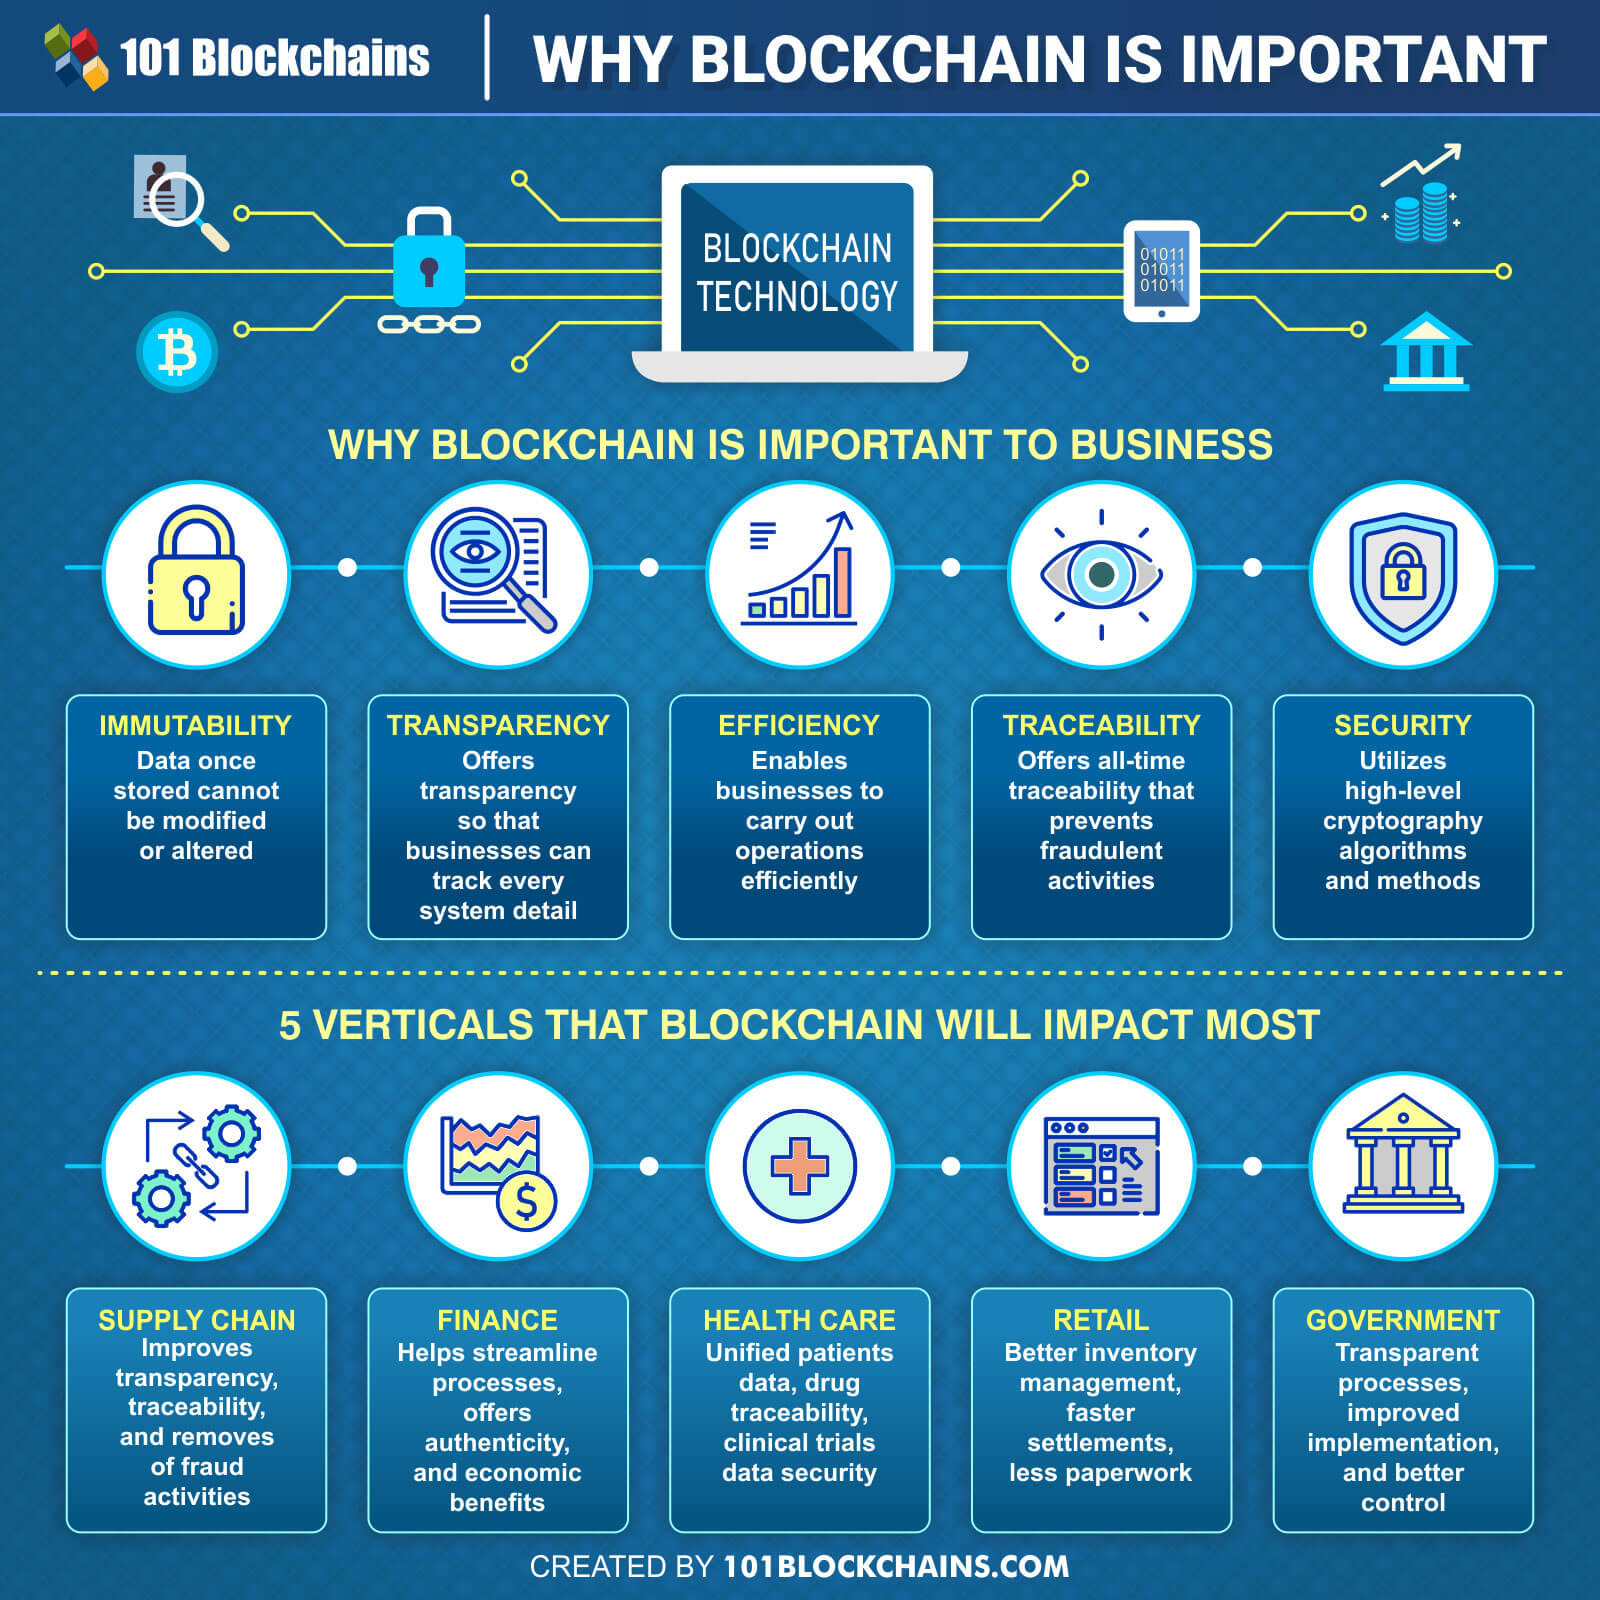 101 Blockchains
WHY BLOCKCHAIN IS IMPORTANT
BLOCKCHAIN
TECHNOLOGY
01011
01011
01011
WHY BLOCKCHAIN IS IMPORTANT TO BUSINESS
IMMUTABILITY
Data once
stored cannot
be modified
or altered
TRANSPARENCY
Offers
transparency
so that
businesses can
track every
system detail
EFFICIENCY
Enables
businesses to
carry out
operations
efficiently
TRACEABILITY
Offers all-time
traceability that
prevents
fraudulent
activities
SECURITY
Utilizes
high-level
cryptography
algorithms
and methods
5 VERTICALS THAT BLOCKCHAIN WILL IMPACT MOST
$
SUPPLY CHAIN
Improves
transparency,
traceability,
and removes
of fraud
activities
FINANCE
Helps streamline
processes,
offers
authenticity,
and economic
benefits
HEALTH CARE
Unified patients
data, drug
traceability,
clinical trials
data security
RETAIL
Better inventory
management,
faster
settlements,
less paperwork
GOVERNMENT
Transparent
processes,
improved
implementation,
and better
control
CREATED BY 101BLOCKCHAINS.COM